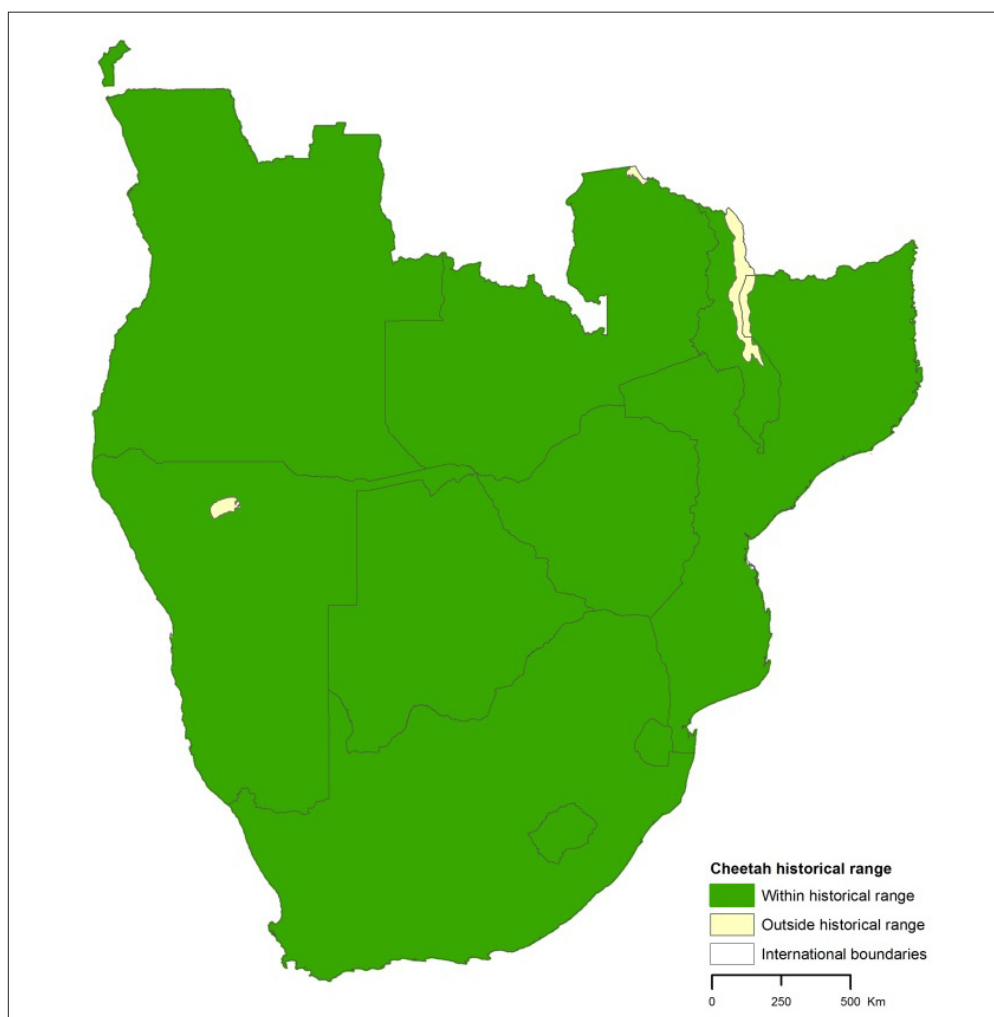 Cheetah historical range
Within historical range
Outside historical range
International boundaries
0 250 500 Km